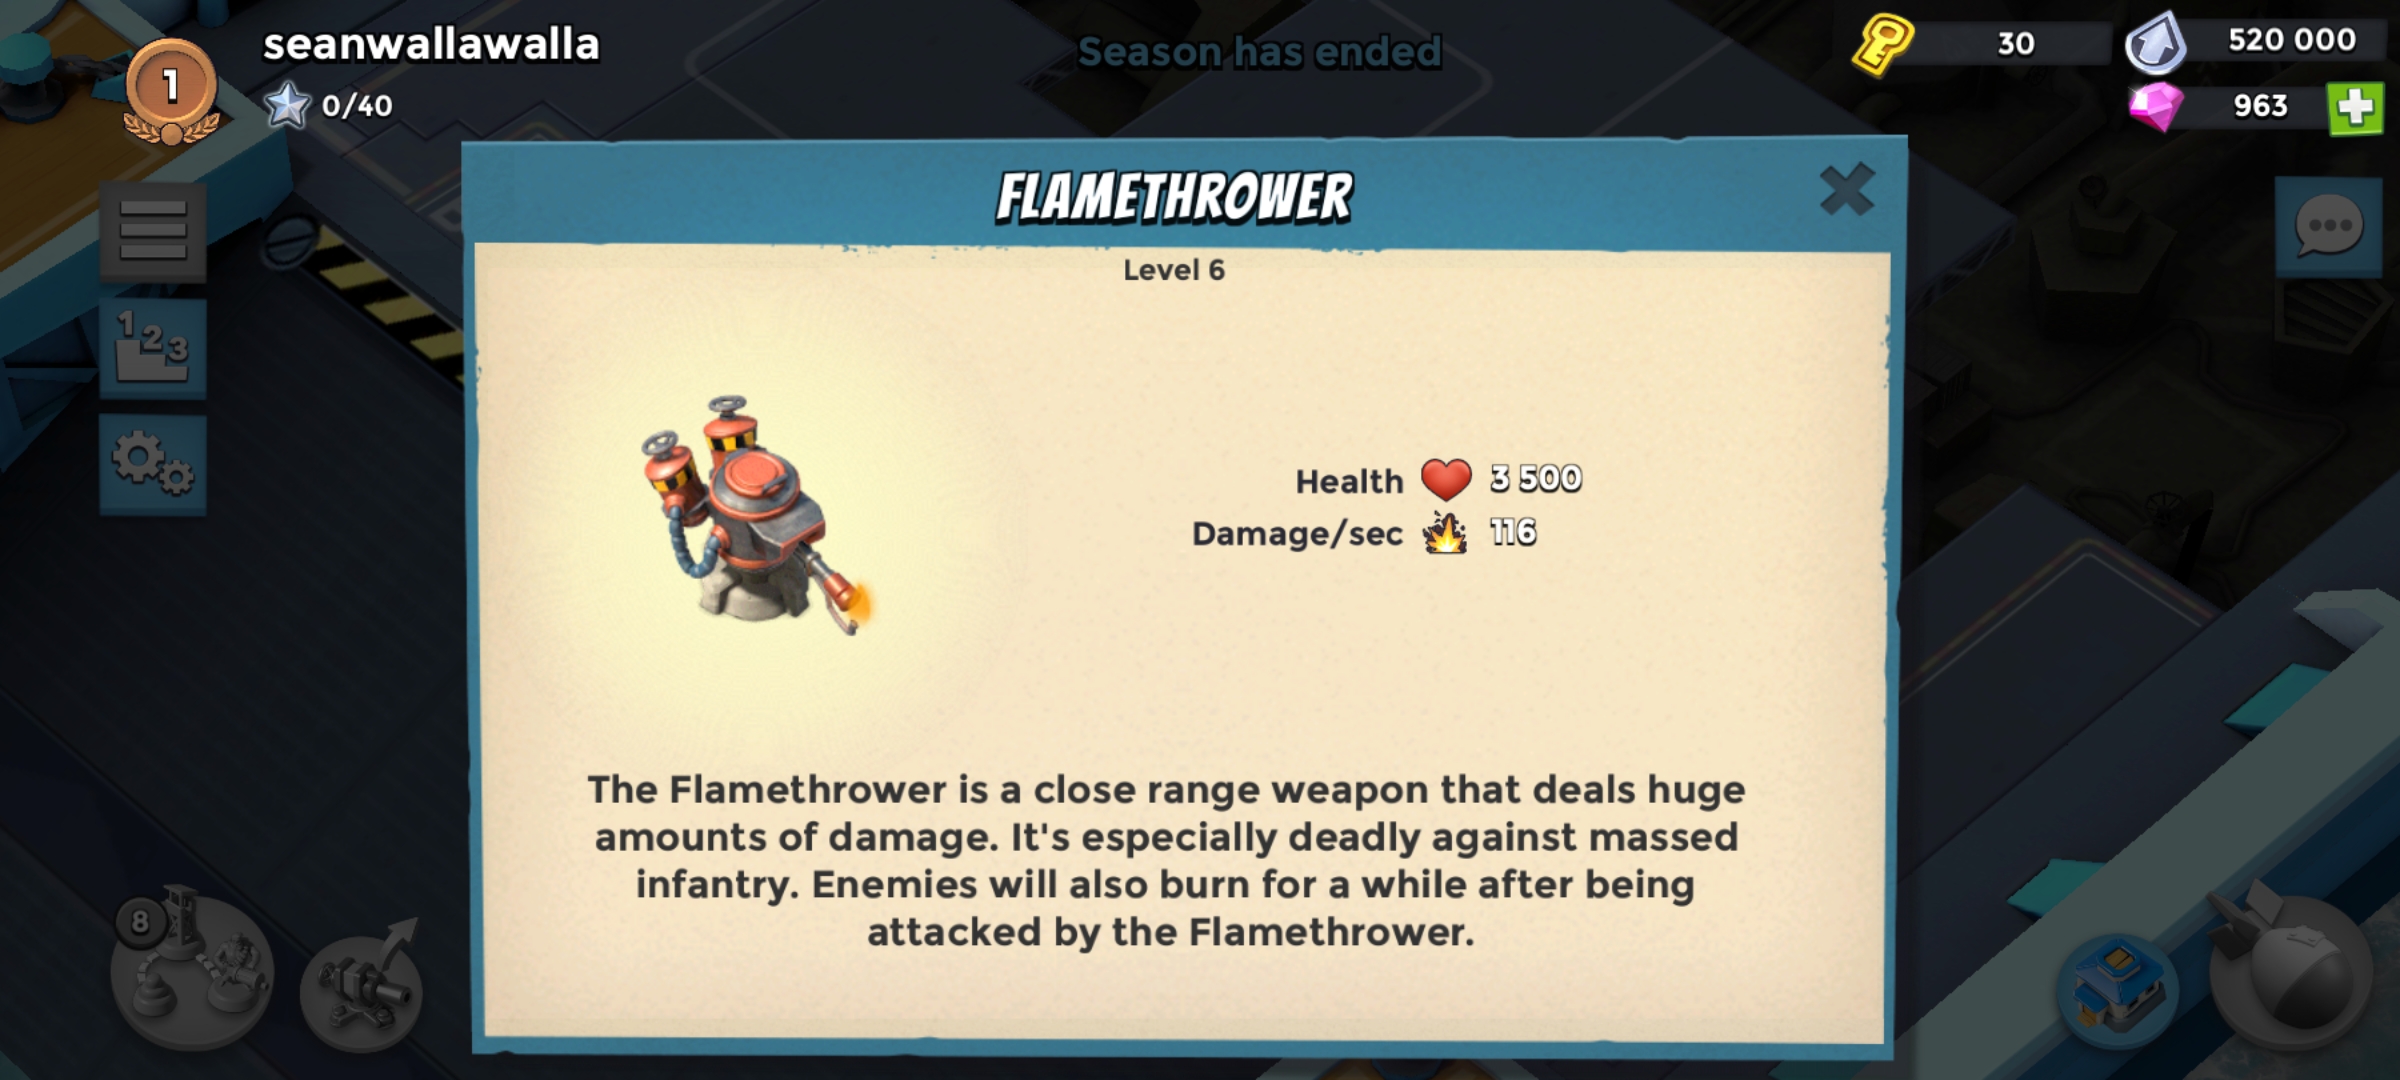 1
seanwallawalla
0/40
Season has ended
30
520 000
963
FLAMETHROWER
Level 6
123
Health 3 500
Damage/sec 116
The Flamethrower is a close range weapon that deals huge
amounts of damage. It's especially deadly against massed
infantry. Enemies will also burn for a while after being
attacked by the Flamethrower.
8